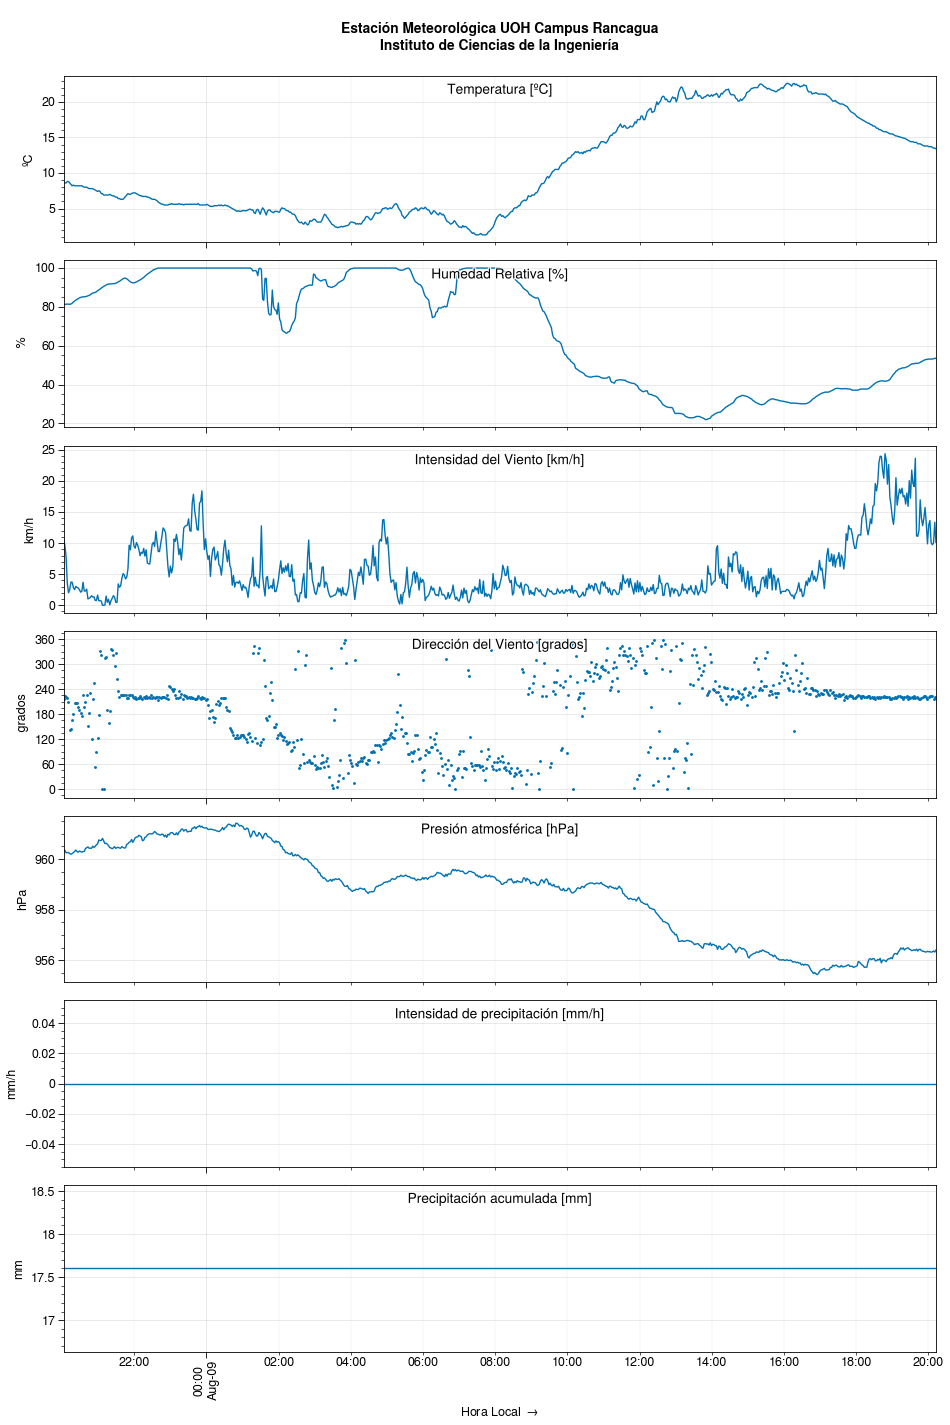 Estación Meteorológica UOH Campus Rancagua
Instituto de Ciencias de la Ingeniería
Temperatura [ºC]
ºC
20
15
10
5
Humedad Relativa [%]
%
100
80
60
40
20
Intensidad del Viento [km/h]
km/h
25
20
15
10
5
0
Dirección del Viento [grados]
grados
360
300
240
180
120
60
0
Presión atmosférica [hPa]
hPa
960
958
956
Intensidad de precipitación [mm/h]
mm/h
0.04
0.02
0
−0.02
−0.04
Precipitación acumulada [mm]
mm
18.5
18
17.5
17
22:00
00:00
Aug-09
02:00
04:00
06:00
08:00
10:00
12:00
14:00
16:00
18:00
20:00
Hora Local →